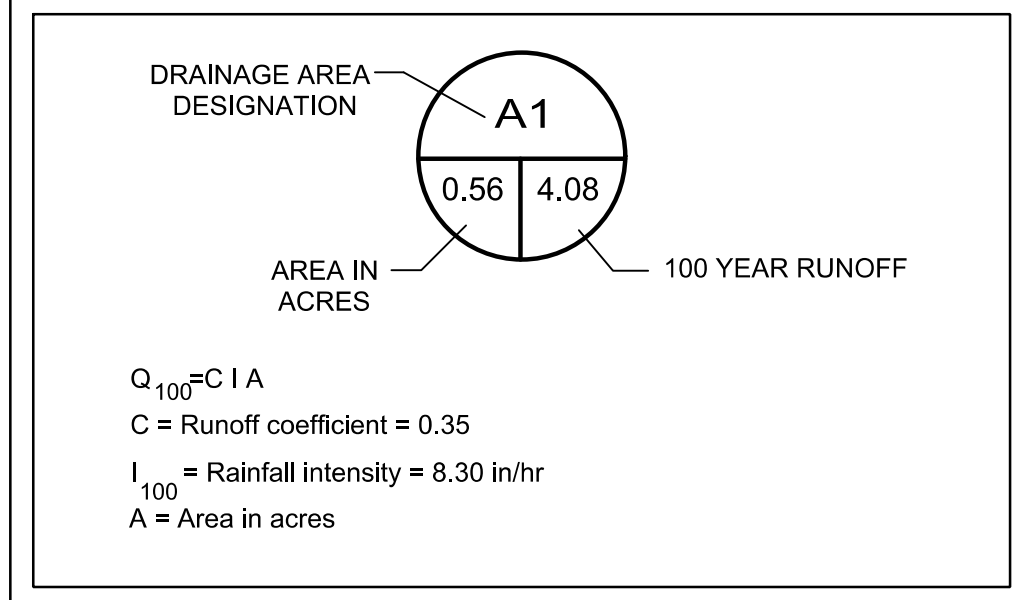 DRAINAGE AREA
DESIGNATION
A1
0.56 4.08
AREA IN
ACRES
100 YEAR RUNOFF
Q100=C I A
C = Runoff coefficient = 0.35
I100 = Rainfall intensity = 8.30 in/hr
A = Area in acres